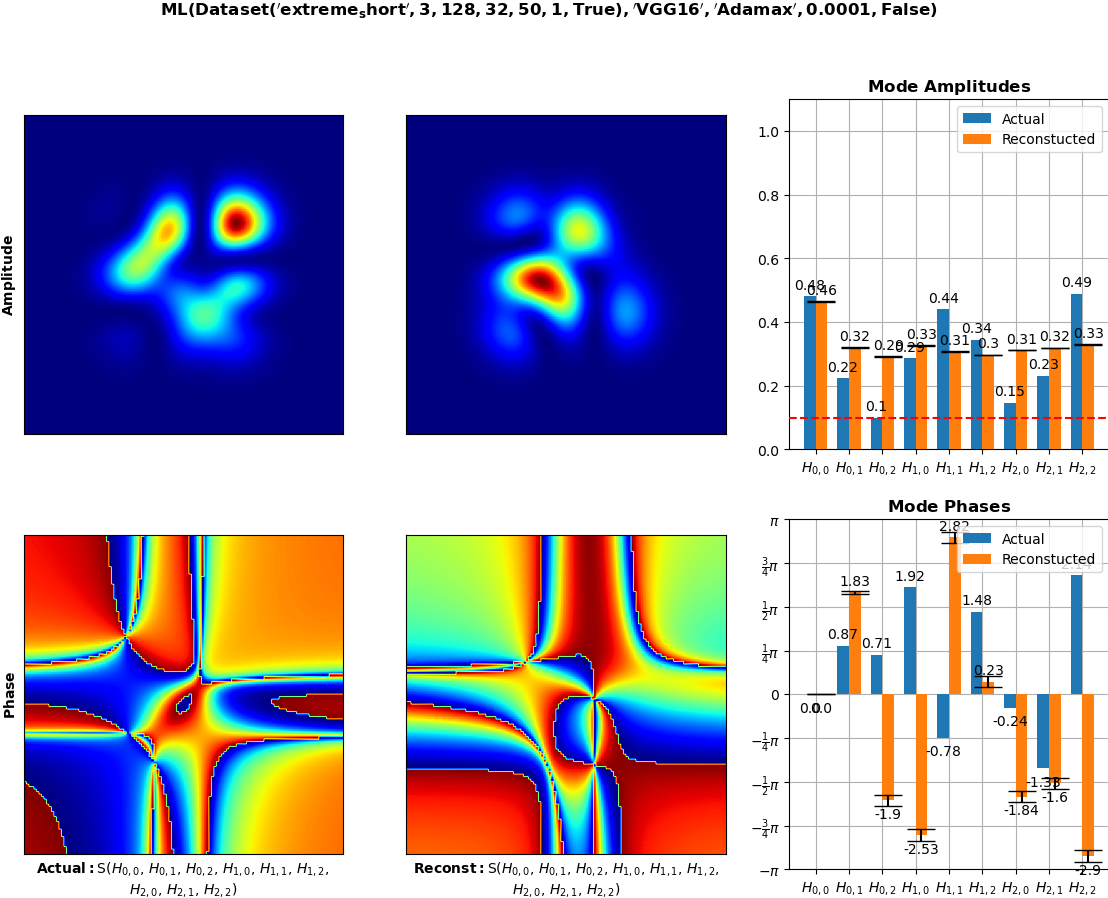 ML(Dataset('extreme_short', 3, 128, 32, 50, 1, True), 'VGG16', 'Adamax', 0.0001, False)
Mode Amplitudes
Amplitude
Actual
Reconstucted
1.0
0.8
0.6
0.4
0.2
0.0
0.48
0.46
0.22
0.32
0.1
0.29
0.29
0.33
0.44
0.31
0.34
0.3
0.15
0.31
0.23
0.32
0.49
0.33
H0,0 H0,1 H0,2 H1,0 H1,1 H1,2 H2,0 H2,1 H2,2
Mode Phases
Phase
Actual
Reconstucted
π
3/4π
1/2π
1/4π
0
−1/4π
−1/2π
−3/4π
−π
0.0
0.0
0.87
1.83
0.71
-1.9
1.92
-2.53
-0.78
2.82
1.48
0.23
-0.24
-1.84
-1.33
-1.6
-2.9
H0,0 H0,1 H0,2 H1,0 H1,1 H1,2 H2,0 H2,1 H2,2
Actual: S(H0,0, H0,1, H0,2, H1,0, H1,1, H1,2,
H2,0, H2,1, H2,2)
Reconst: S(H0,0, H0,1, H0,2, H1,0, H1,1, H1,2,
H2,0, H2,1, H2,2)